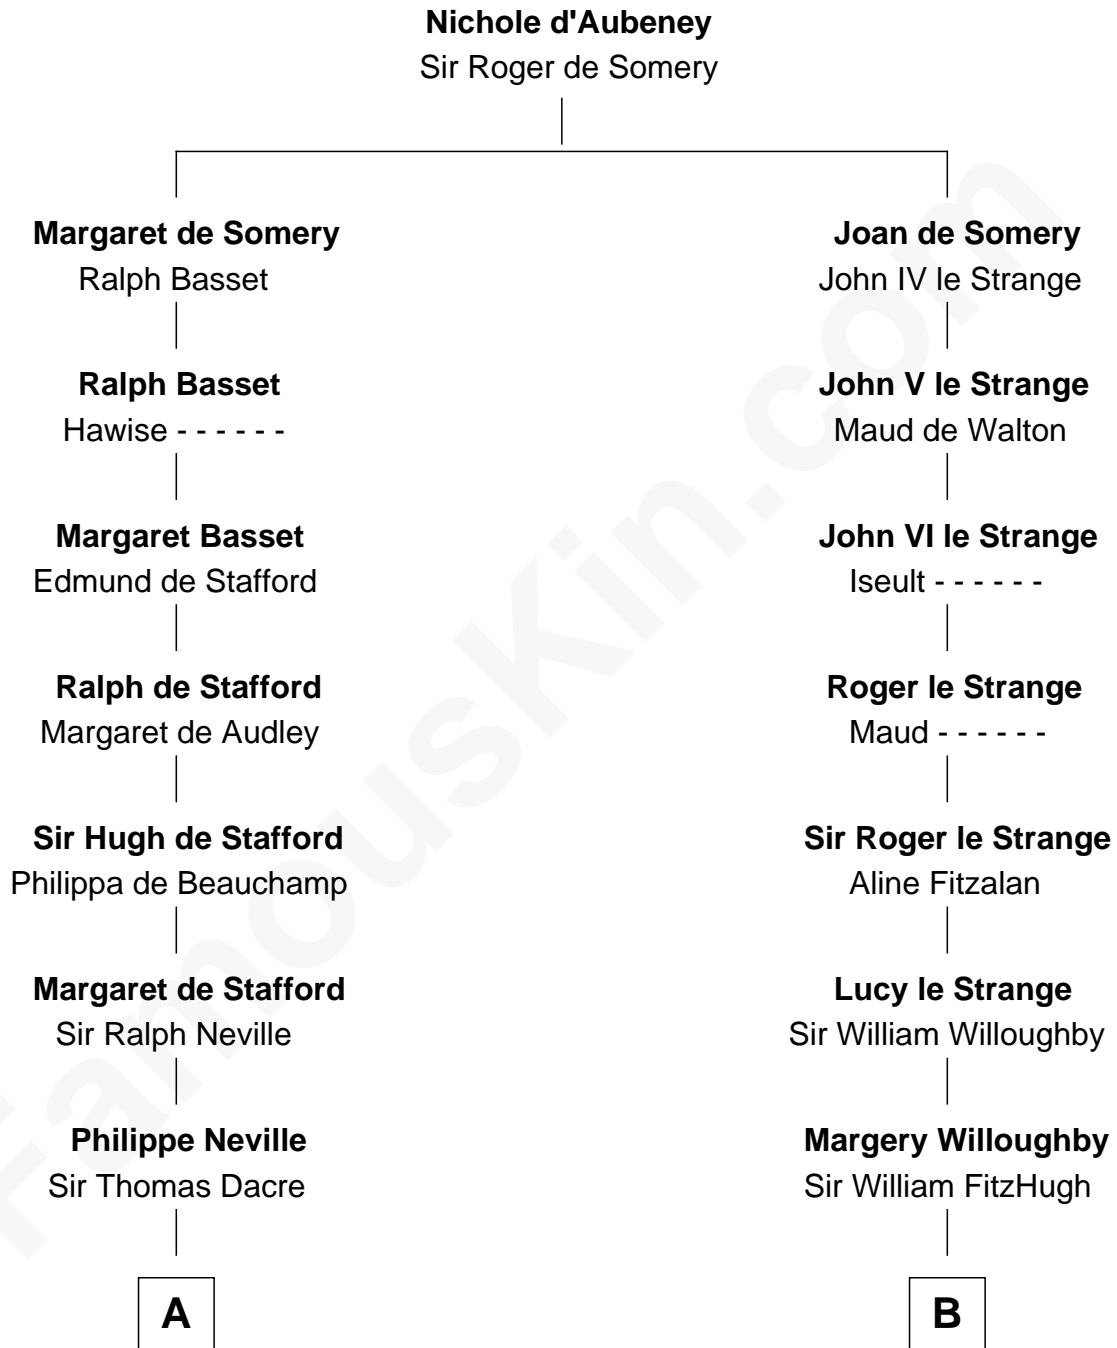 Nichole d'Aubeney
Sir Roger de Somery
Margaret de Somery
Ralph Basset
Joan de Somery
John IV le Strange
Ralph Basset
Hawise - - - - - -
John V le Strange
Maud de Walton
Margaret Basset
Edmund de Stafford
John VI le Strange
Iseult - - - - - -
Ralph de Stafford
Margaret de Audley
Roger le Strange
Maud - - - - - -
Sir Hugh de Stafford
Philippa de Beauchamp
Sir Roger le Strange
Aline Fitzalan
Margaret de Stafford
Sir Ralph Neville
Lucy le Strange
Sir William Willoughby
Philippe Neville
Sir Thomas Dacre
Margery Willoughby
Sir William FitzHugh
A
B
FamousKin.com